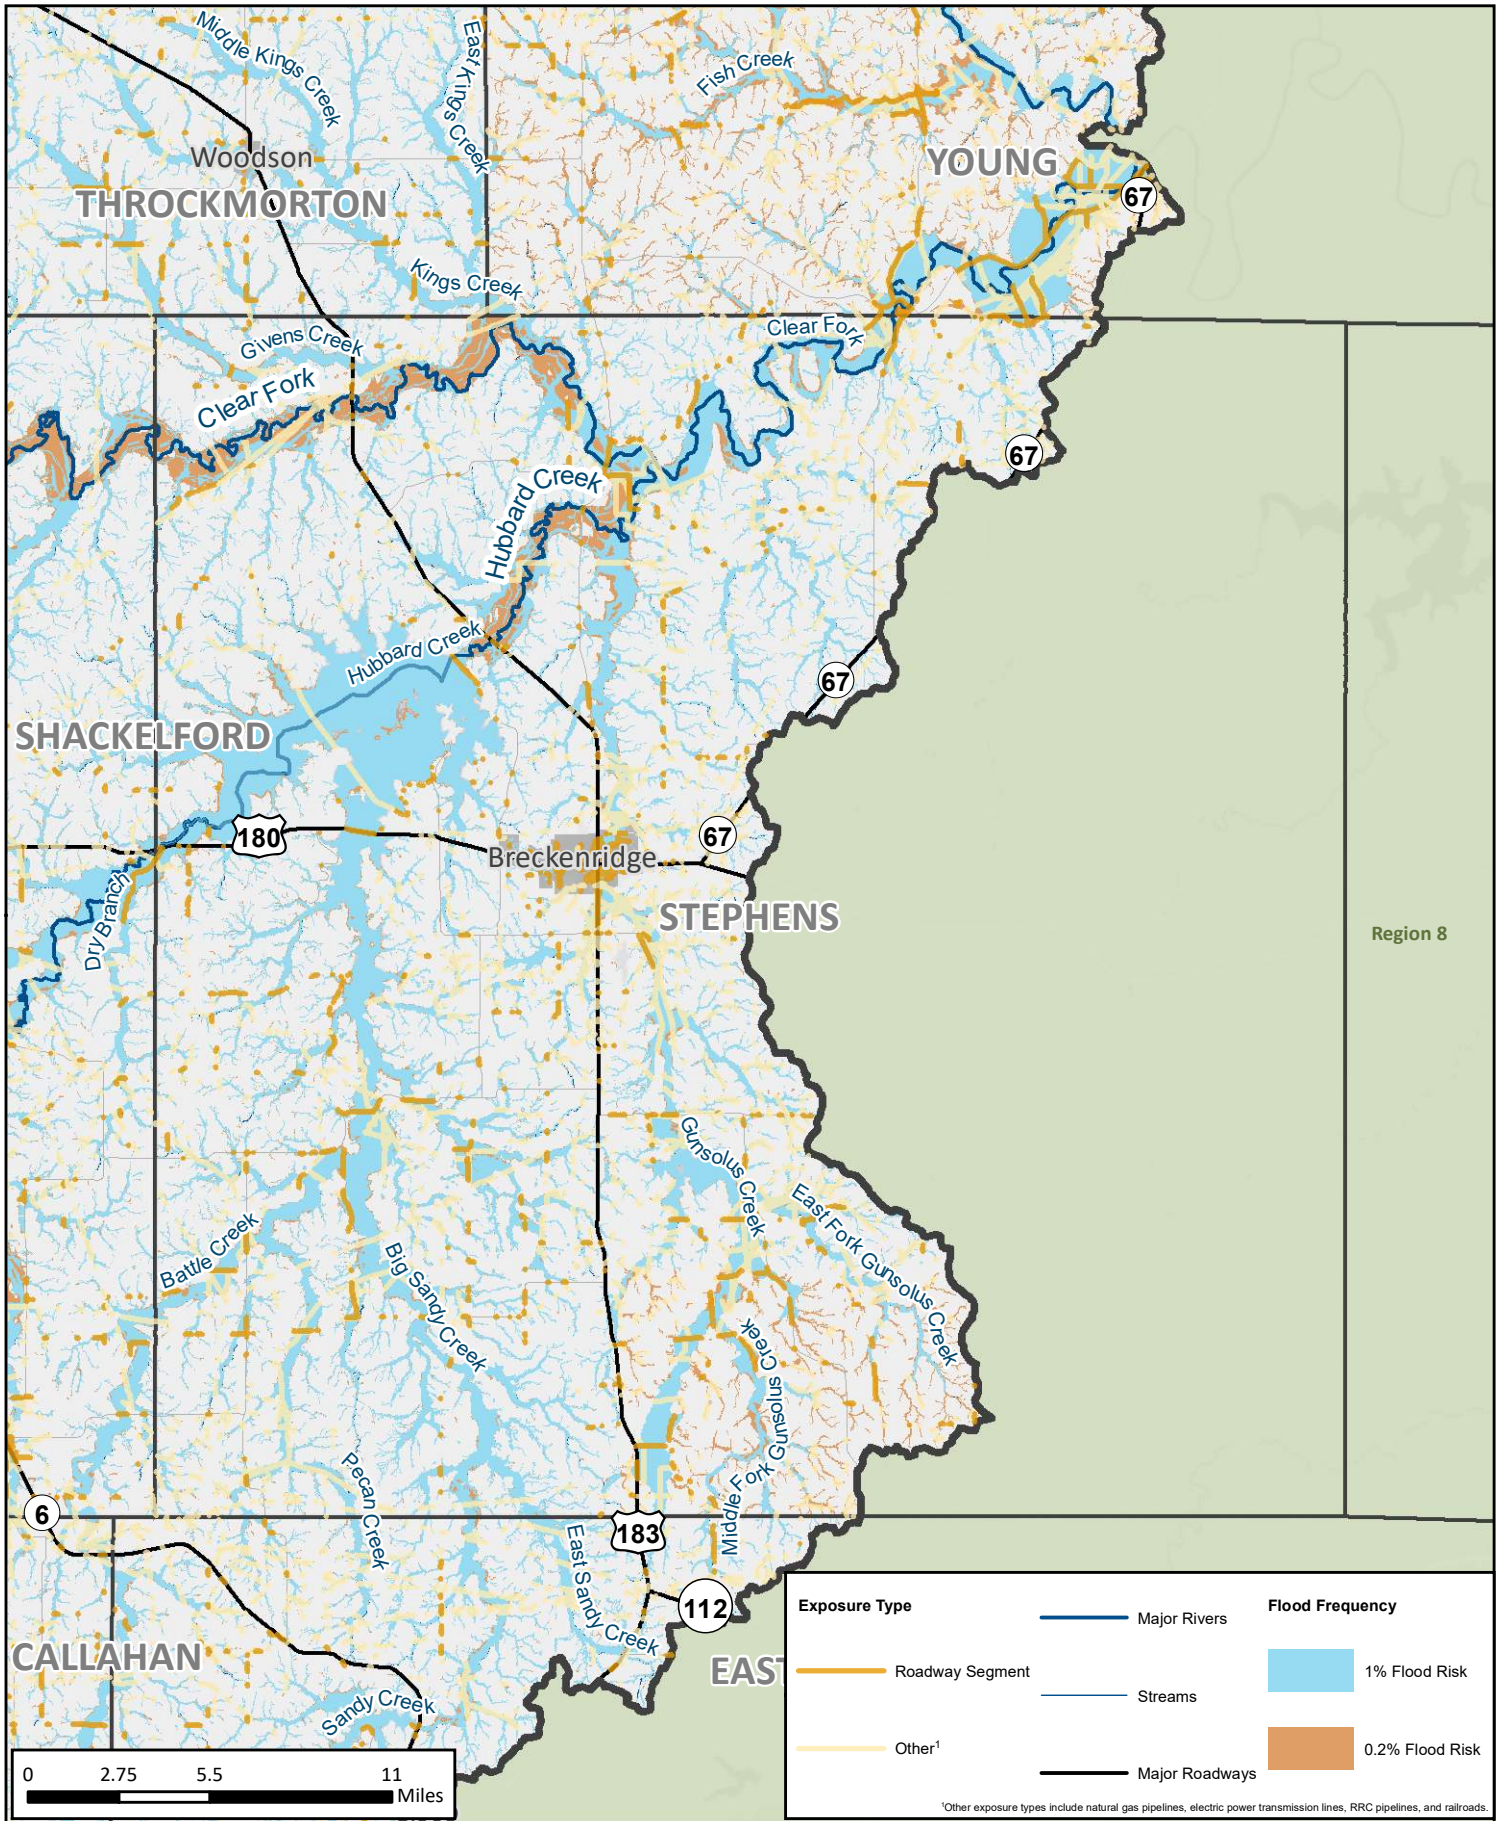 Middle Kings Creek
East Kings Creek
Fish Creek
Woodson
YOUNG
THROCKMORTON
67
Kings Creek
Givens Creek
Clear Fork
Clear Fork
67
Hubbard Creek
Hubbard Creek
67
SHACKELFORD
180
67
Breckenridge
Dry Branch
STEPHENS
Region 8
Gunsolus Creek
East Fork Gunsolus Creek
Battle Creek
Big Sandy Creek
Middle Fork Gunsolus Creek
Pecan Creek
6
183
East Sandy Creek
112
CALLAHAN
EAST
Sandy Creek
0 2.75 5.5 11
Miles
Exposure Type
Roadway Segment
Other¹
Major Rivers
Streams
Major Roadways
Flood Frequency
1% Flood Risk
0.2% Flood Risk
¹Other exposure types include natural gas pipelines, electric power transmission lines, RRC pipelines, and railroads.